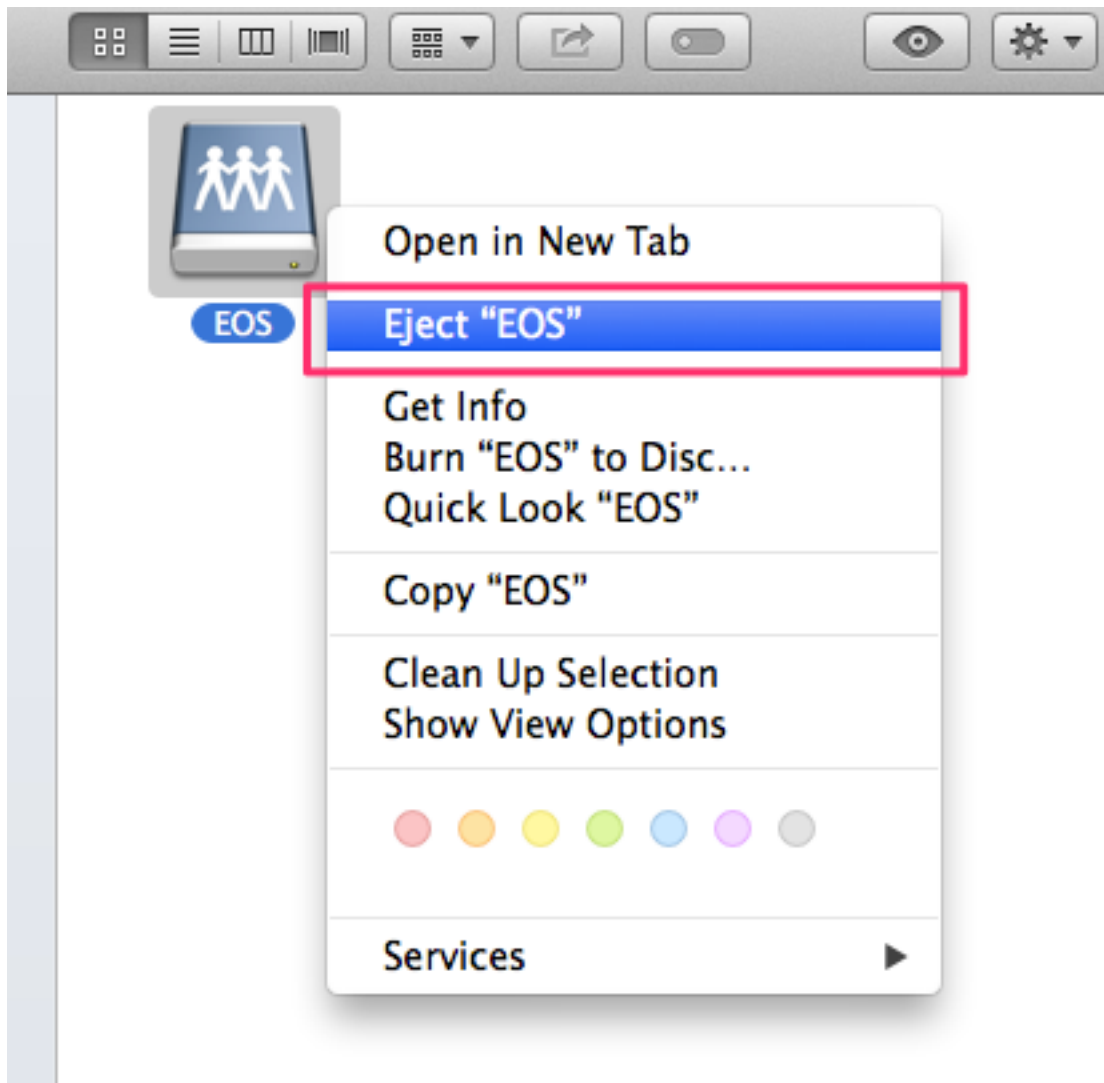 EOS
Open in New Tab
Eject “EOS”
Get Info
Burn “EOS” to Disc...
Quick Look “EOS”
Copy “EOS”
Clean Up Selection
Show View Options
Services